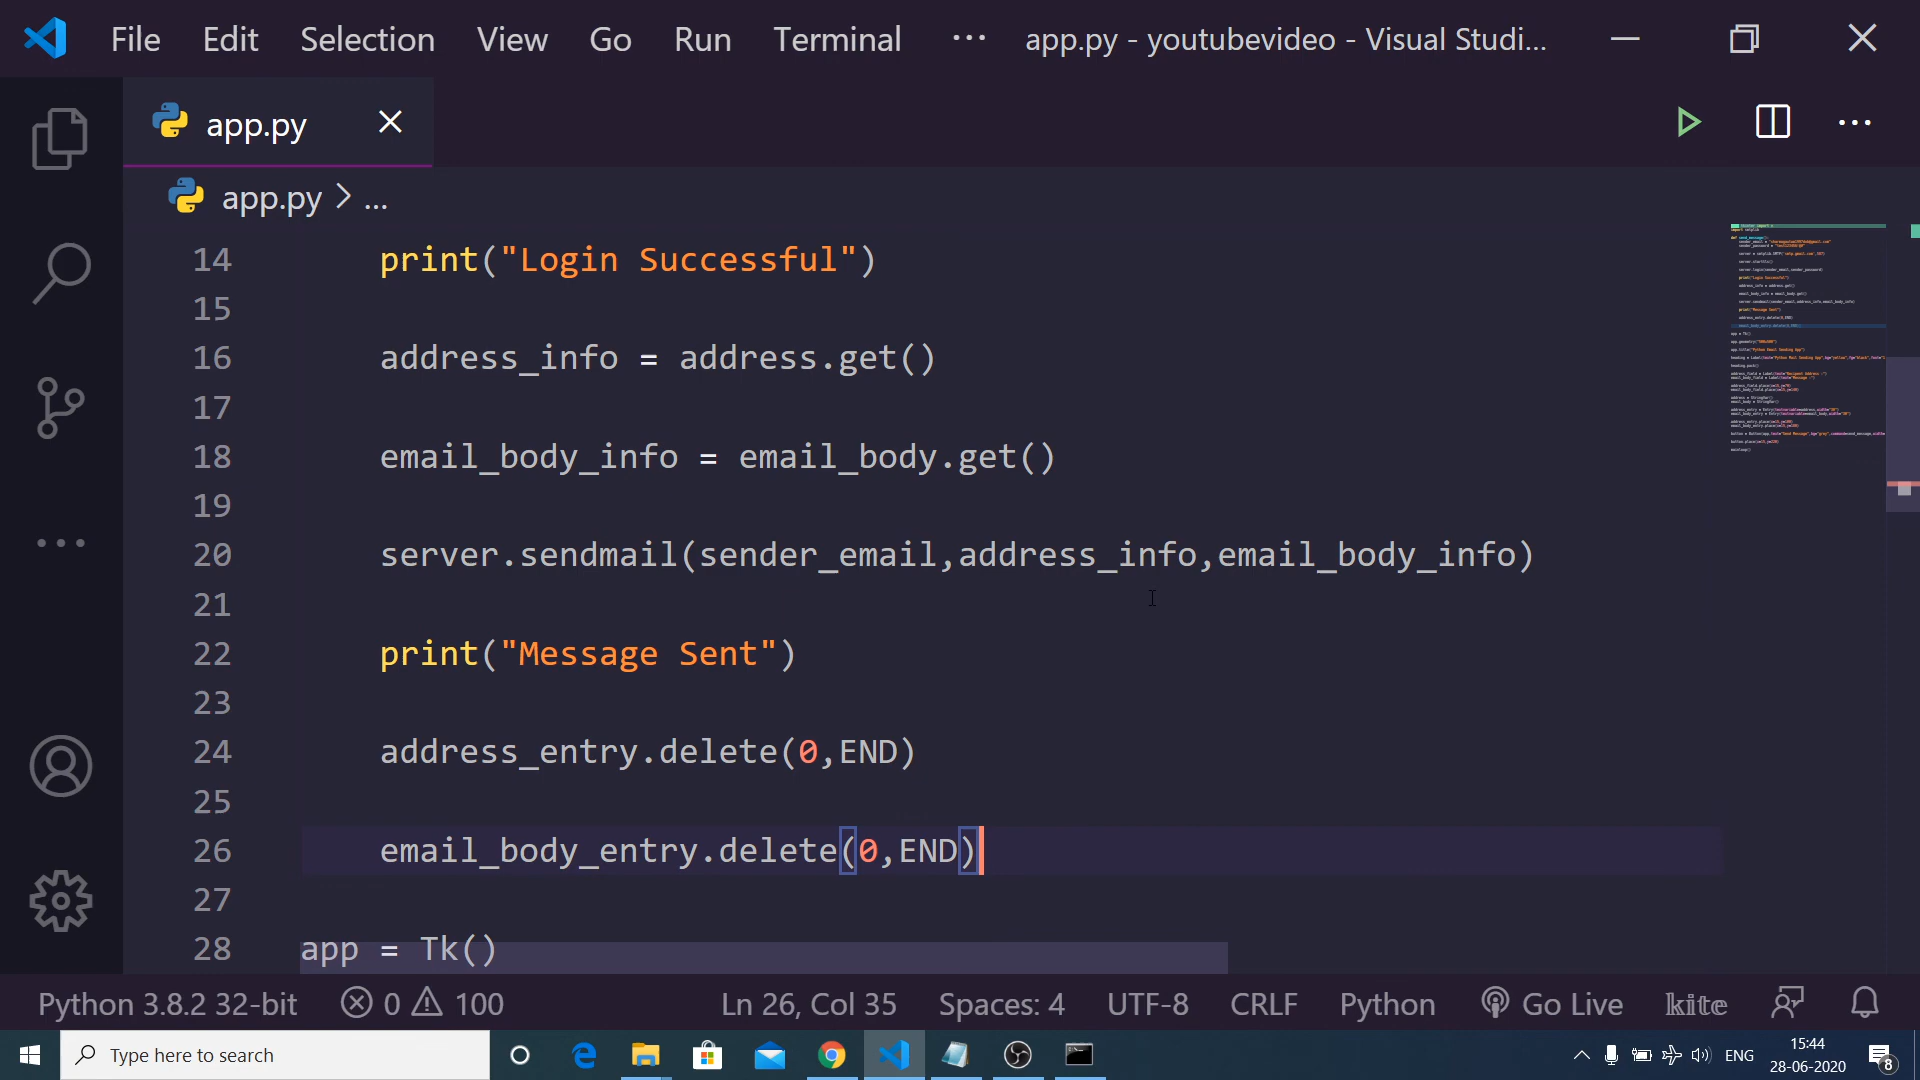 File Edit Selection View Go Run Terminal ··· app.py - youtubevideo - Visual Studi...
app.py
app.py > ...
14 print("Login Successful")
15
16 address_info = address.get()
17
18 email_body_info = email_body.get()
19
20 server.sendmail(sender_email,address_info,email_body_info)
21
22 print("Message Sent")
23
24 address_entry.delete(0,END)
25
26 email_body_entry.delete(0,END)
27
28 app = Tk()
Python 3.8.2 32-bit 0 100 Ln 26, Col 35 Spaces: 4 UTF-8 CRLF Python Go Live kite
Type here to search ENG 15:44
28-06-2020 8